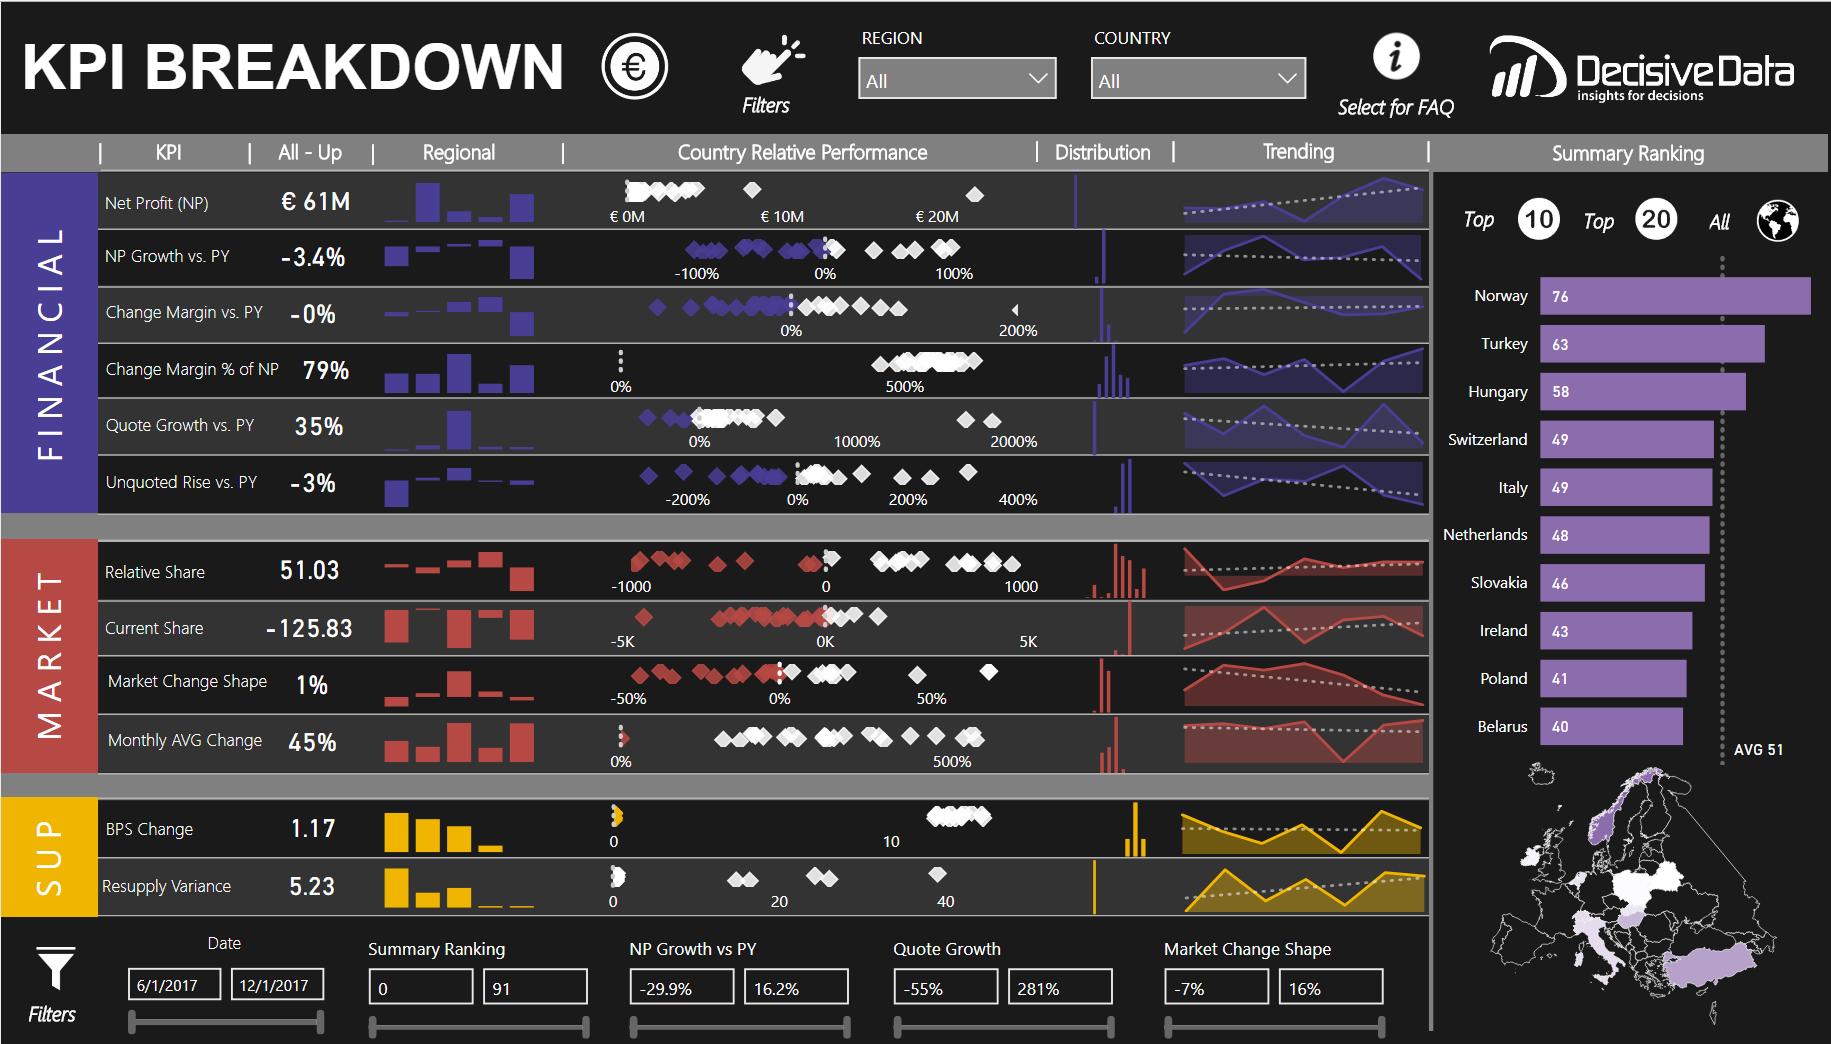 KPI BREAKDOWN
€
Filters
REGION
All
COUNTRY
All
i
Select for FAQ
DecisiveData
insights for decisions
KPI
All - Up
Regional
Country Relative Performance
Distribution
Trending
Summary Ranking
FINANCIAL
Net Profit (NP)
€ 61M
€ 0M
€ 10M
€ 20M
NP Growth vs. PY
-3.4%
-100%
0%
100%
Change Margin vs. PY
-0%
0%
200%
Change Margin % of NP
79%
0%
500%
Quote Growth vs. PY
35%
0%
1000%
2000%
Unquoted Rise vs. PY
-3%
-200%
0%
200%
400%
MARKET
Relative Share
51.03
-1000
0
1000
Current Share
-125.83
-5K
0K
5K
Market Change Shape
1%
-50%
0%
50%
Monthly AVG Change
45%
0%
500%
SUP
BPS Change
1.17
0
10
Resupply Variance
5.23
0
20
40
Top 10 Top 20 All
Norway 76
Turkey 63
Hungary 58
Switzerland 49
Italy 49
Netherlands 48
Slovakia 46
Ireland 43
Poland 41
Belarus 40
AVG 51
Filters
Date
6/1/2017
12/1/2017
Summary Ranking
0
91
NP Growth vs PY
-29.9%
16.2%
Quote Growth
-55%
281%
Market Change Shape
-7%
16%